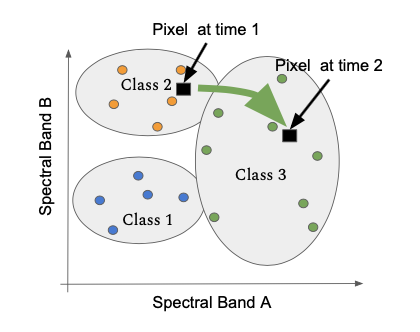 Pixel at time 1
Pixel at time 2
Class 2
Class 3
Class 1
Spectral Band B
Spectral Band A